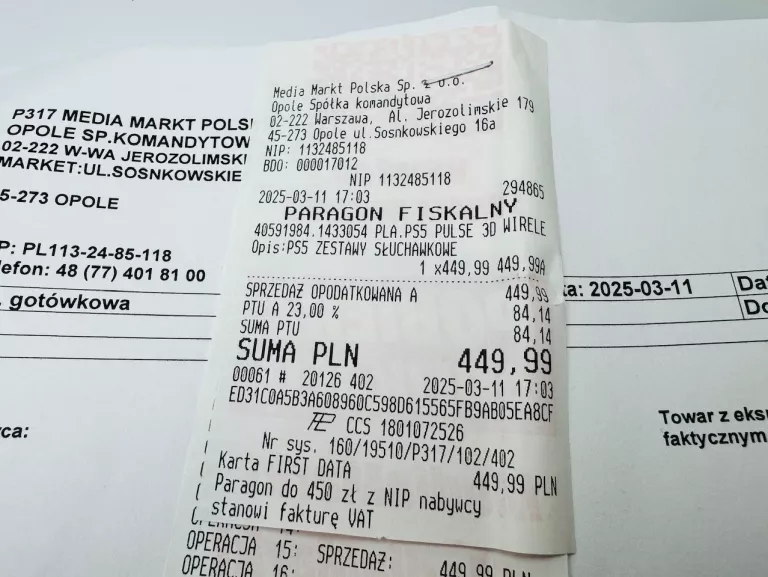 Media Markt Polska Sp. z o.o.
Opole Spółka komandytowa
02-222 Warszawa, Al. Jerozolimskie 179
45-273 Opole ul.Sosnkowskiego 16a
NIP: 1132485118
BDO: 000017012
NIP 1132485118
2025-03-11 17:03 294865
PARAGON FISKALNY
40591984.1433054 PLA.PS5 PULSE 3D WIRELE
Opis:PS5 ZESTAWY SŁUCHAWKOWE
1 x449,99 449,99A
SPRZEDAŻ OPODATKOWANA A 449,99
PTU A 23,00 % 84,14
SUMA PTU 84,14
SUMA PLN 449,99
00061 # 20126 402 2025-03-11 17:03
ED31C0A5B3A608960C598D615565FB9AB05EA8CF
CCS 1801072526
Nr sys. 160/19510/P317/102/402
Karta FIRST DATA 449,99 PLN
Paragon do 450 zł z NIP nabywcy
stanowi fakturę VAT
OPERACJA 15: SPRZEDAŻ:
449,99 PLN
OPERACJA 16:
P317 MEDIA MARKT POLS
OPOLE SP.KOMANDYTOW
02-222 W-WA JEROZOLIMSKI
MARKET:UL.SOSNKOWSKIE
5-273 OPOLE
P: PL113-24-85-118
lefon: 48 (77) 401 81 00
. gotówkowa
ta: 2025-03-11
Da
Do
wca:
Towar z eks
faktycznym